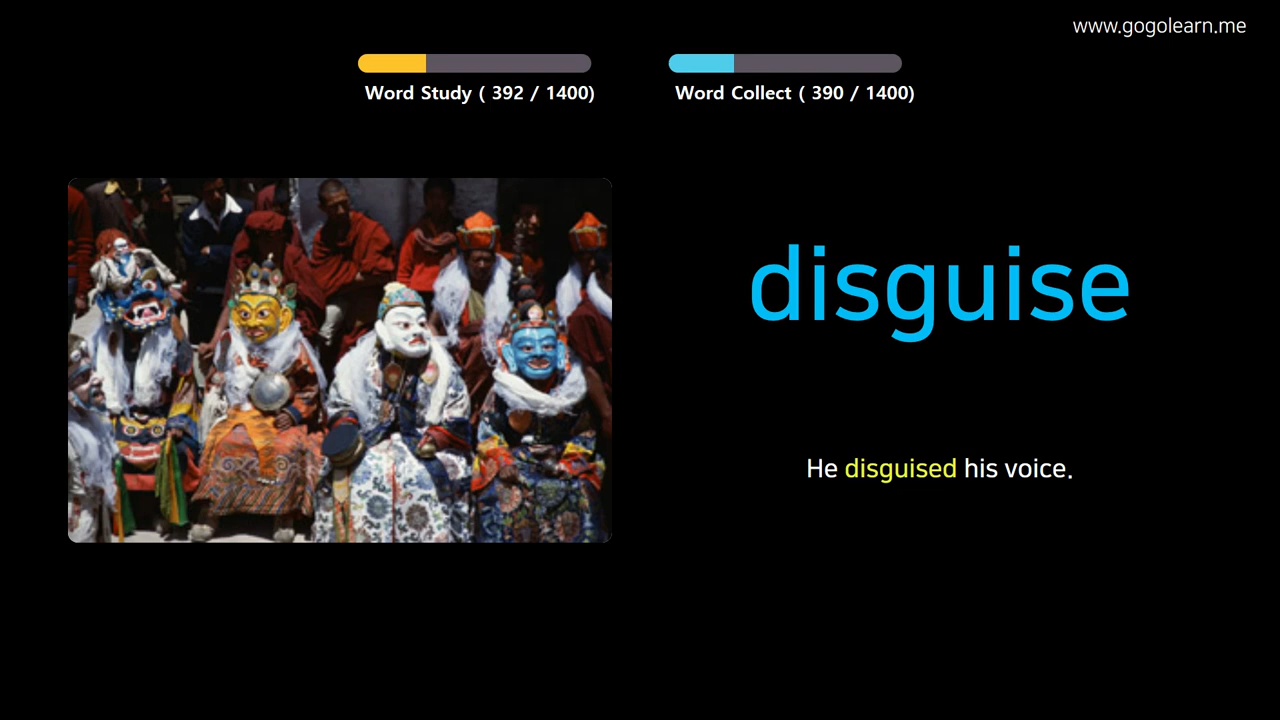 www.gogolearn.me
Word Study ( 392 / 1400)
Word Collect ( 390 / 1400)
disguise
He disguised his voice.